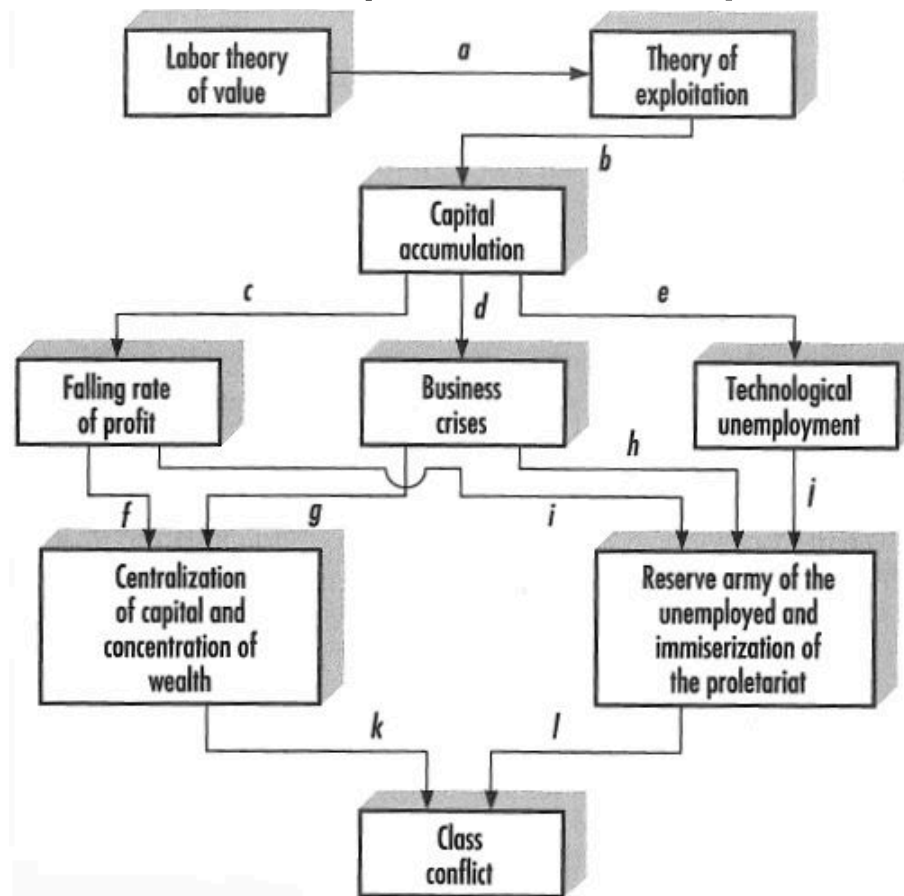 Labor theory
of value
a
Theory of
exploitation
b
Capital
accumulation
c
d
e
Falling rate
of profit
Business
crises
Technological
unemployment
h
j
f
g
i
Centralization
of capital and
concentration of
wealth
Reserve army of the
unemployed and
immiserization of
the proletariat
k
l
Class
conflict